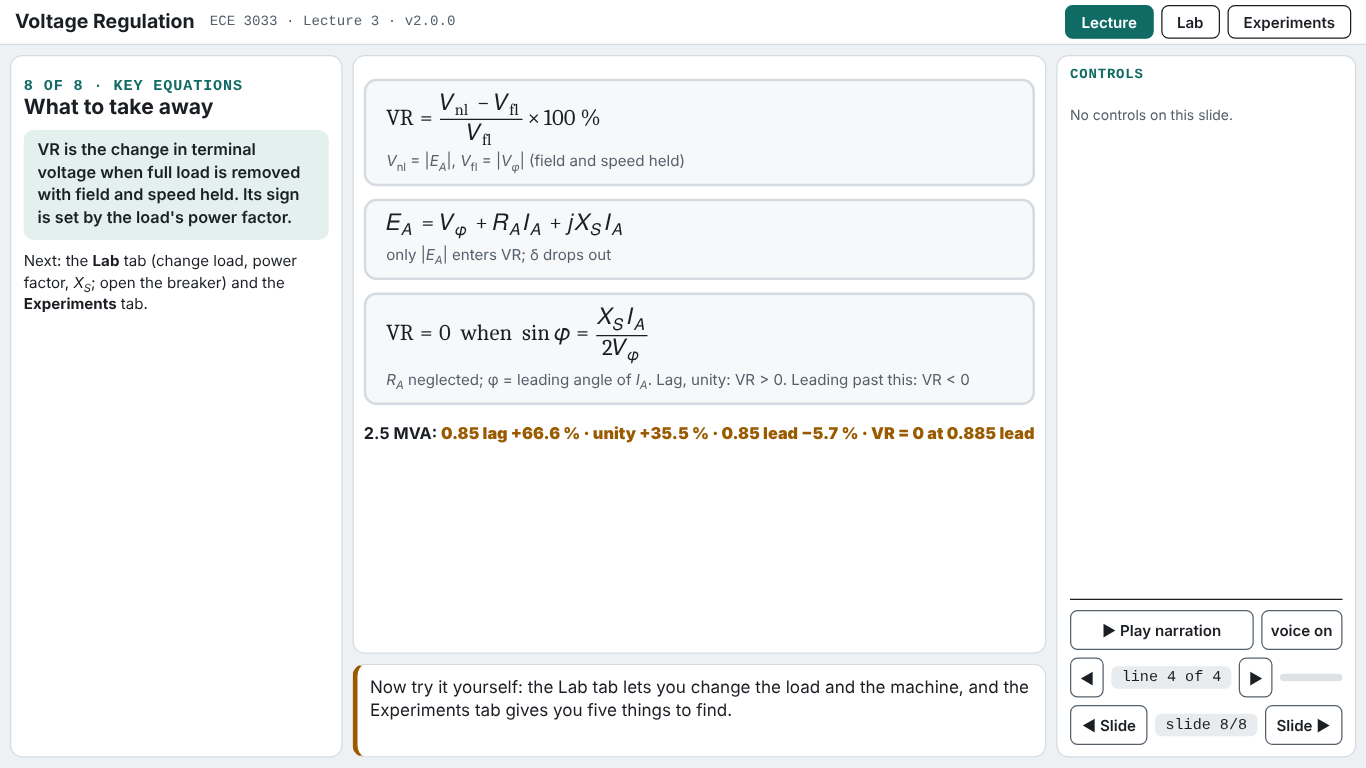 Voltage Regulation ECE 3033 · Lecture 3 · v2.0.0 Lecture Lab Experiments
8 OF 8 · KEY EQUATIONS
What to take away
VR is the change in terminal
voltage when full load is removed
with field and speed held. Its sign
is set by the load's power factor.
Next: the Lab tab (change load, power
factor, X_S; open the breaker) and the
Experiments tab.
VR = (V_nl − V_fl) / V_fl × 100 %
V_nl = |E_A|, V_fl = |V_φ| (field and speed held)
E_A = V_φ + R_A I_A + jX_S I_A
only |E_A| enters VR; δ drops out
VR = 0 when sin φ = X_S I_A / 2V_φ
R_A neglected; φ = leading angle of I_A. Lag, unity: VR > 0. Leading past this: VR < 0
2.5 MVA: 0.85 lag +66.6 % · unity +35.5 % · 0.85 lead −5.7 % · VR = 0 at 0.885 lead
Now try it yourself: the Lab tab lets you change the load and the machine, and the
Experiments tab gives you five things to find.
CONTROLS
No controls on this slide.
▶ Play narration voice on
◀ line 4 of 4 ▶
◀ Slide slide 8/8 Slide ▶